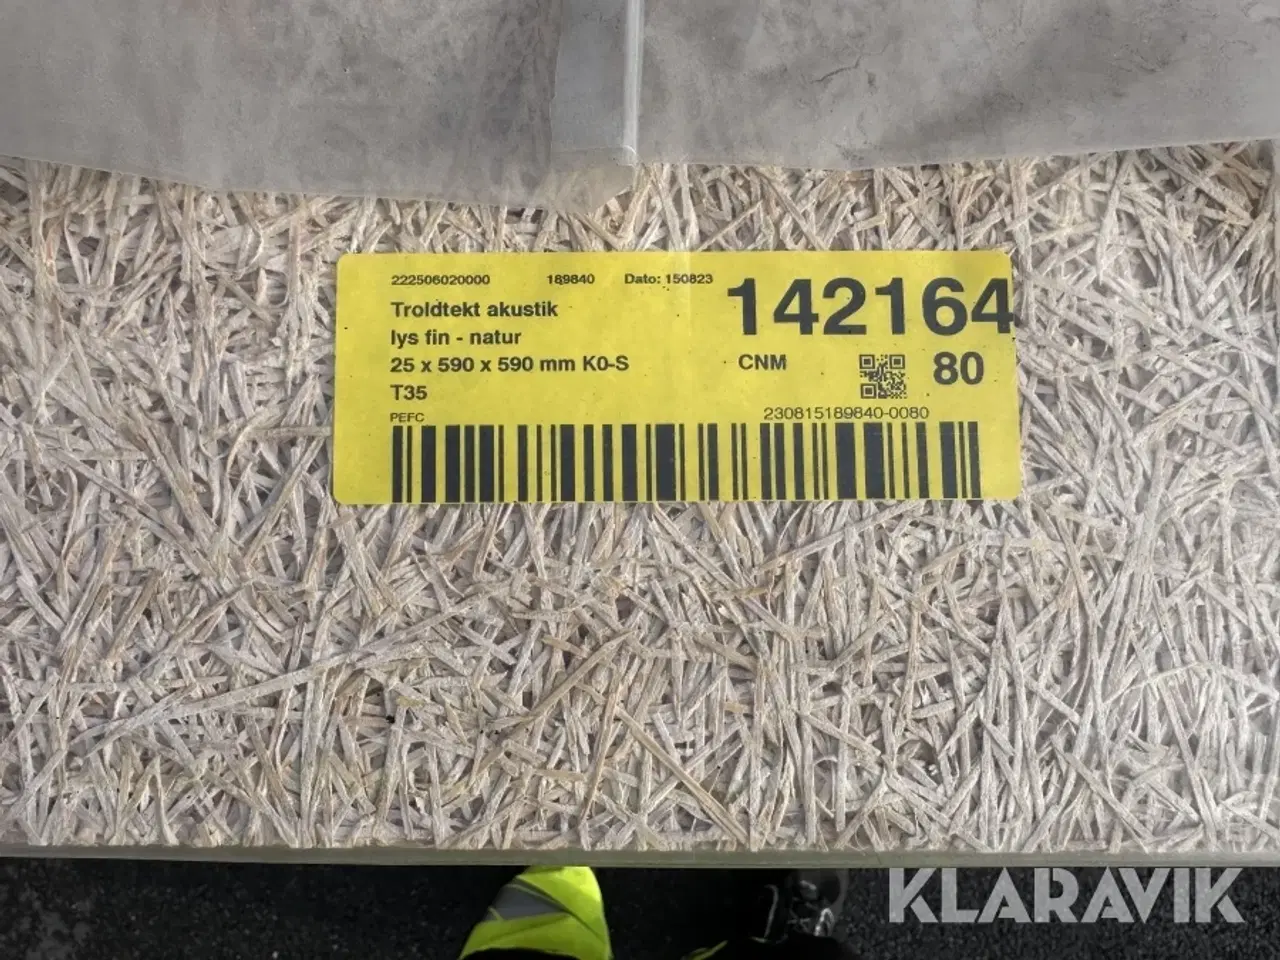 222506020000 189840 Dato: 150823
Troldtekt akustik
lys fin - natur
25 x 590 x 590 mm K0-S
T35
PEFC
142164
CNM 80
230815189840-0080
KLARAVIK